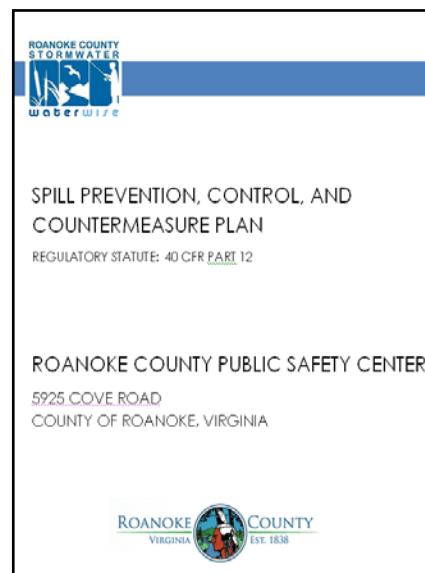 ROANOKE COUNTY
STORMWATER
waterwise
SPILL PREVENTION, CONTROL, AND
COUNTERMEASURE PLAN
REGULATORY STATUTE: 40 CFR PART 12
ROANOKE COUNTY PUBLIC SAFETY CENTER
5925 COVE ROAD
COUNTY OF ROANOKE, VIRGINIA
ROANOKE COUNTY
VIRGINIA EST. 1838